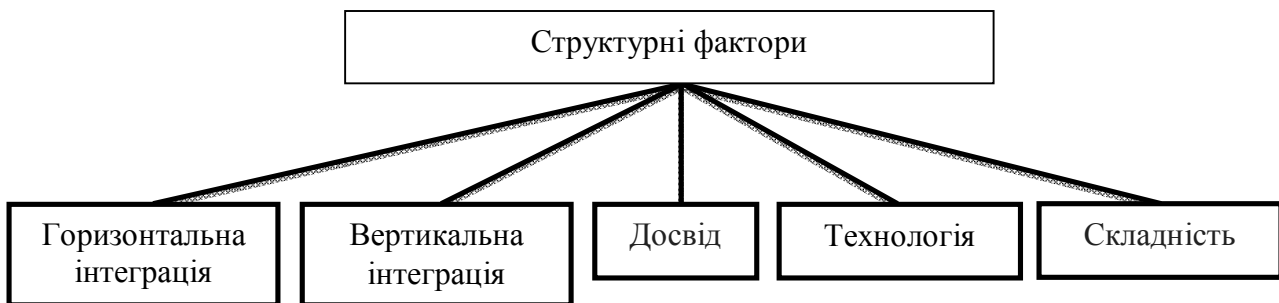 Структурні фактори
Горизонтальна
інтеграція
Вертикальна
інтеграція
Досвід
Технологія
Складність